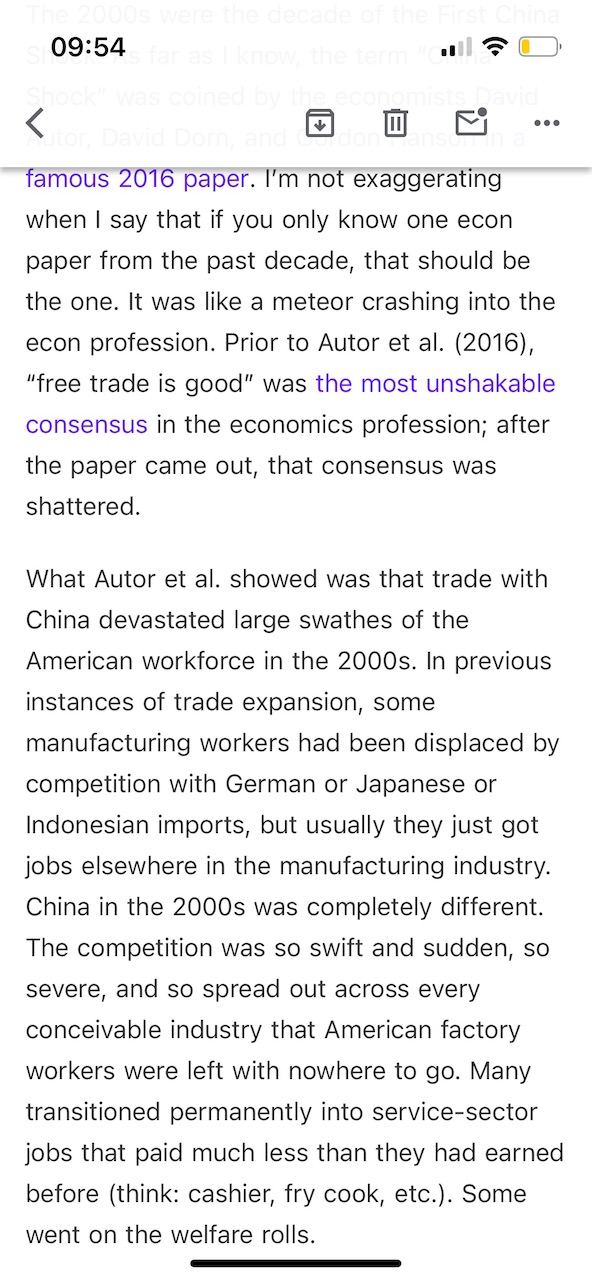 The 2000s were the decade of the First China
09:54
Shock. As far as I know, the term “China
Shock” was coined by the economists David
Autor, David Dorn, and Gordon Hanson in a
famous 2016 paper. I’m not exaggerating
when I say that if you only know one econ
paper from the past decade, that should be
the one. It was like a meteor crashing into the
econ profession. Prior to Autor et al. (2016),
“free trade is good” was the most unshakable
consensus in the economics profession; after
the paper came out, that consensus was
shattered.
What Autor et al. showed was that trade with
China devastated large swathes of the
American workforce in the 2000s. In previous
instances of trade expansion, some
manufacturing workers had been displaced by
competition with German or Japanese or
Indonesian imports, but usually they just got
jobs elsewhere in the manufacturing industry.
China in the 2000s was completely different.
The competition was so swift and sudden, so
severe, and so spread out across every
conceivable industry that American factory
workers were left with nowhere to go. Many
transitioned permanently into service-sector
jobs that paid much less than they had earned
before (think: cashier, fry cook, etc.). Some
went on the welfare rolls.